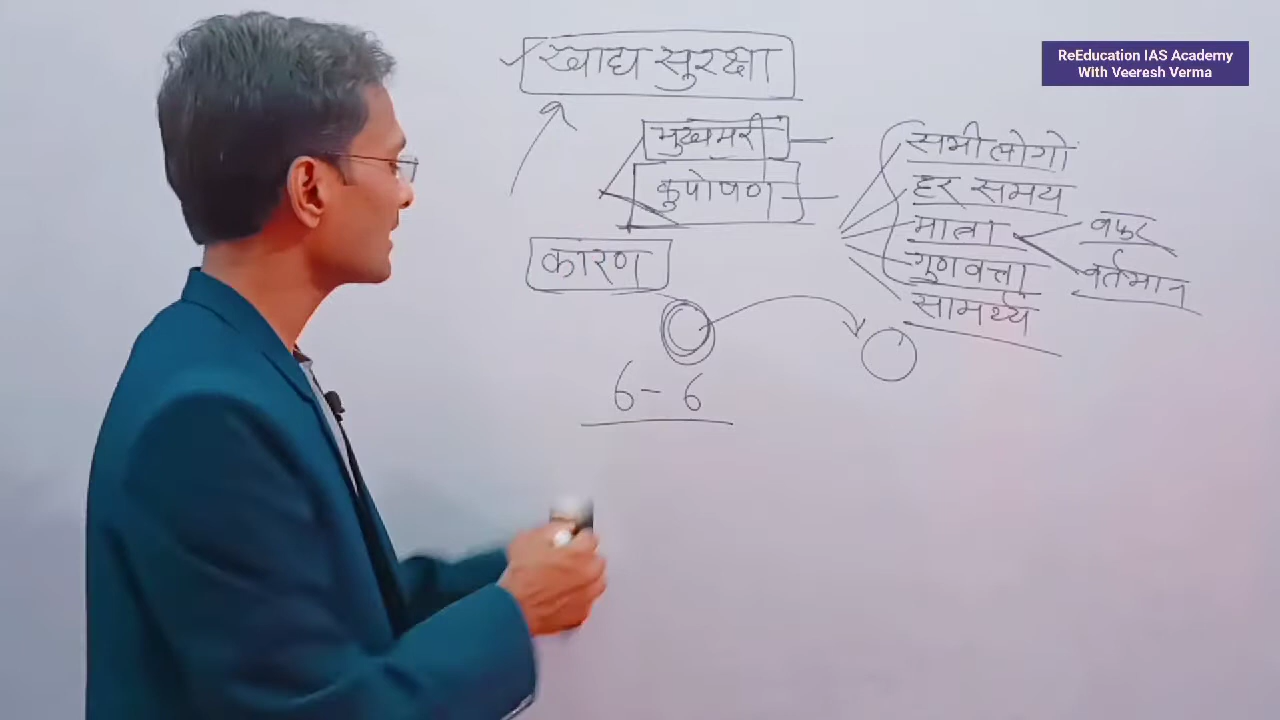 ReEducation IAS Academy
With Veeresh Verma
खाद्य सुरक्षा
भुखमरी
कुपोषण
सभी लोगो
हर समय
मात्रा
बफर
वर्तमान
गुणवत्ता
सामर्थ्य
कारण
6-6